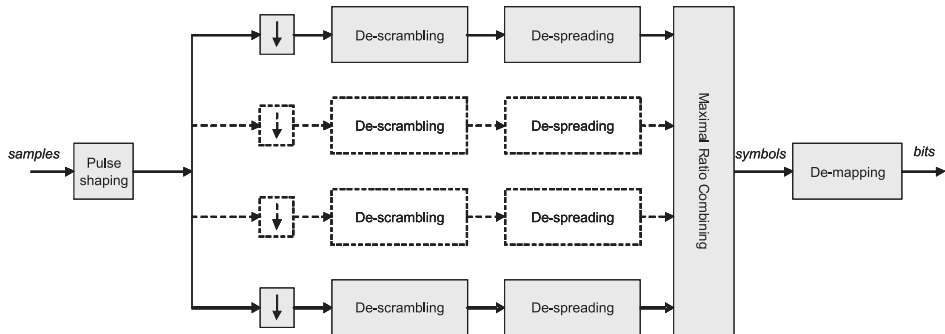 De-scrambling
De-spreading
De-scrambling
De-spreading
samples
Pulse
shaping
Maximal Ratio Combining
symbols
De-mapping
bits
De-scrambling
De-spreading
De-scrambling
De-spreading